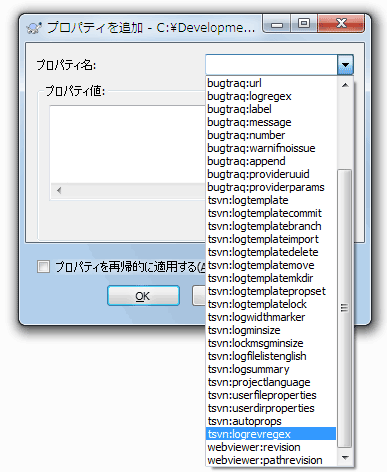 プロパティを追加 - C:¥Developme...
プロパティ名:
プロパティ値:
bugtraq:url
bugtraq:logregex
bugtraq:label
bugtraq:message
bugtraq:number
bugtraq:warnifnoissue
bugtraq:append
bugtraq:provideruuid
bugtraq:providerparams
tsvn:logtemplate
tsvn:logtemplatecommit
tsvn:logtemplatebranch
tsvn:logtemplateimport
tsvn:logtemplatedelete
tsvn:logtemplatemove
tsvn:logtemplatemkdir
tsvn:logtemplatepropset
tsvn:logtemplatelock
tsvn:logwidthmarker
tsvn:logminsize
tsvn:lockmsgminsize
tsvn:logfilelistenglish
tsvn:logsummary
tsvn:projectlanguage
tsvn:userfileproperties
tsvn:userdirproperties
tsvn:autoprops
tsvn:logrevregex
webviewer:revision
webviewer:pathrevision
プロパティを再帰的に適用する(A
OK